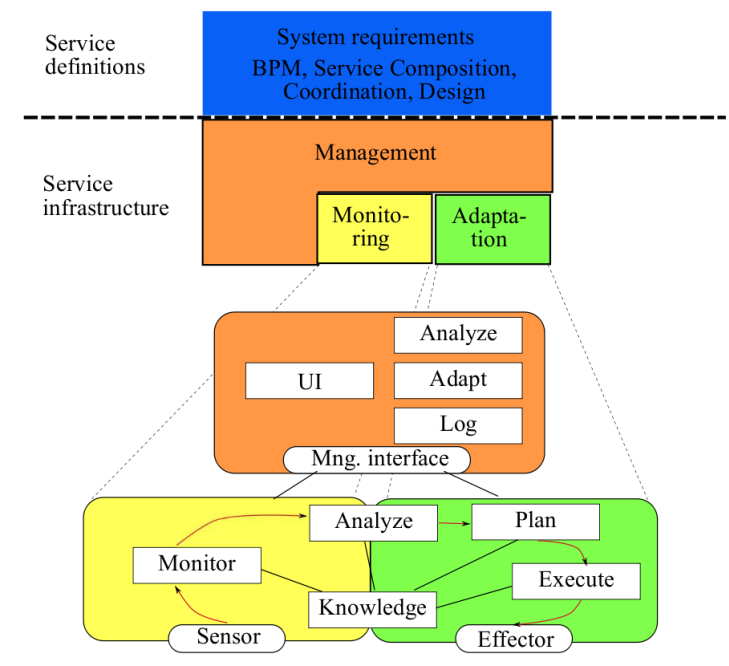 Service
definitions
System requirements
BPM, Service Composition,
Coordination, Design
Management
Service
infrastructure
Monito-
ring
Adapta-
tion
Analyze
UI
Adapt
Log
Mng. interface
Analyze
Plan
Monitor
Execute
Knowledge
Sensor
Effector